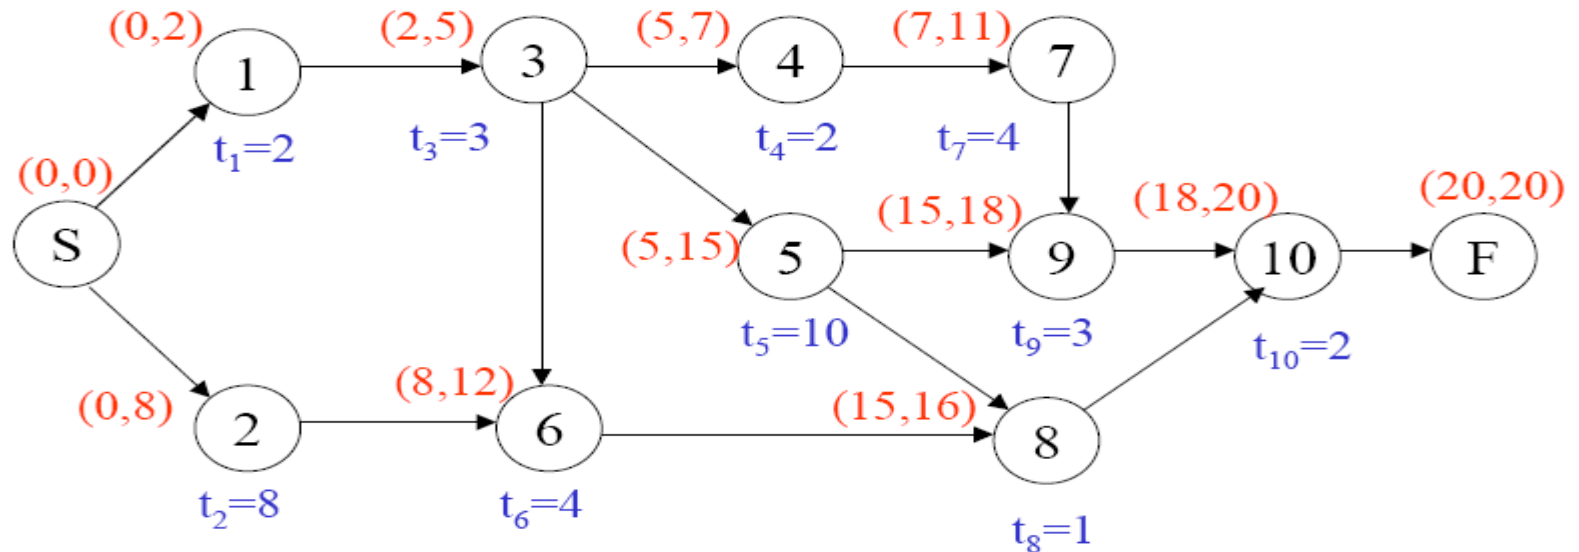 (0,2) (2,5) (5,7) (7,11)
1 3 4 7
t₁=2 t₃=3 t₄=2 t₇=4
(0,0) (15,18) (18,20) (20,20)
S (5,15) 5 9 10 F
t₅=10 t₉=3 t₁₀=2
(0,8) (8,12) (15,16)
2 6 8
t₂=8 t₆=4 t₈=1